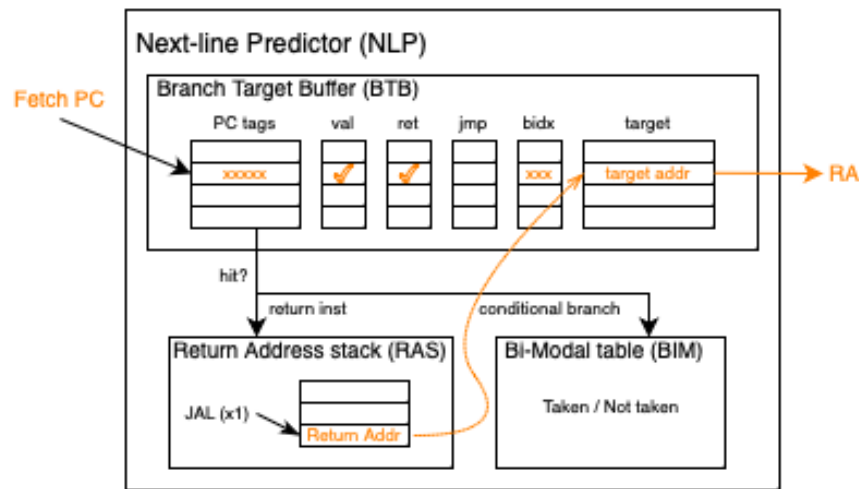 Next-line Predictor (NLP)
Branch Target Buffer (BTB)
Fetch PC
PC tags val ret jmp bidx target
xxxxx xxx target addr
RA
hit?
return inst conditional branch
Return Address stack (RAS)
Bi-Modal table (BIM)
JAL (x1)
Return Addr
Taken / Not taken